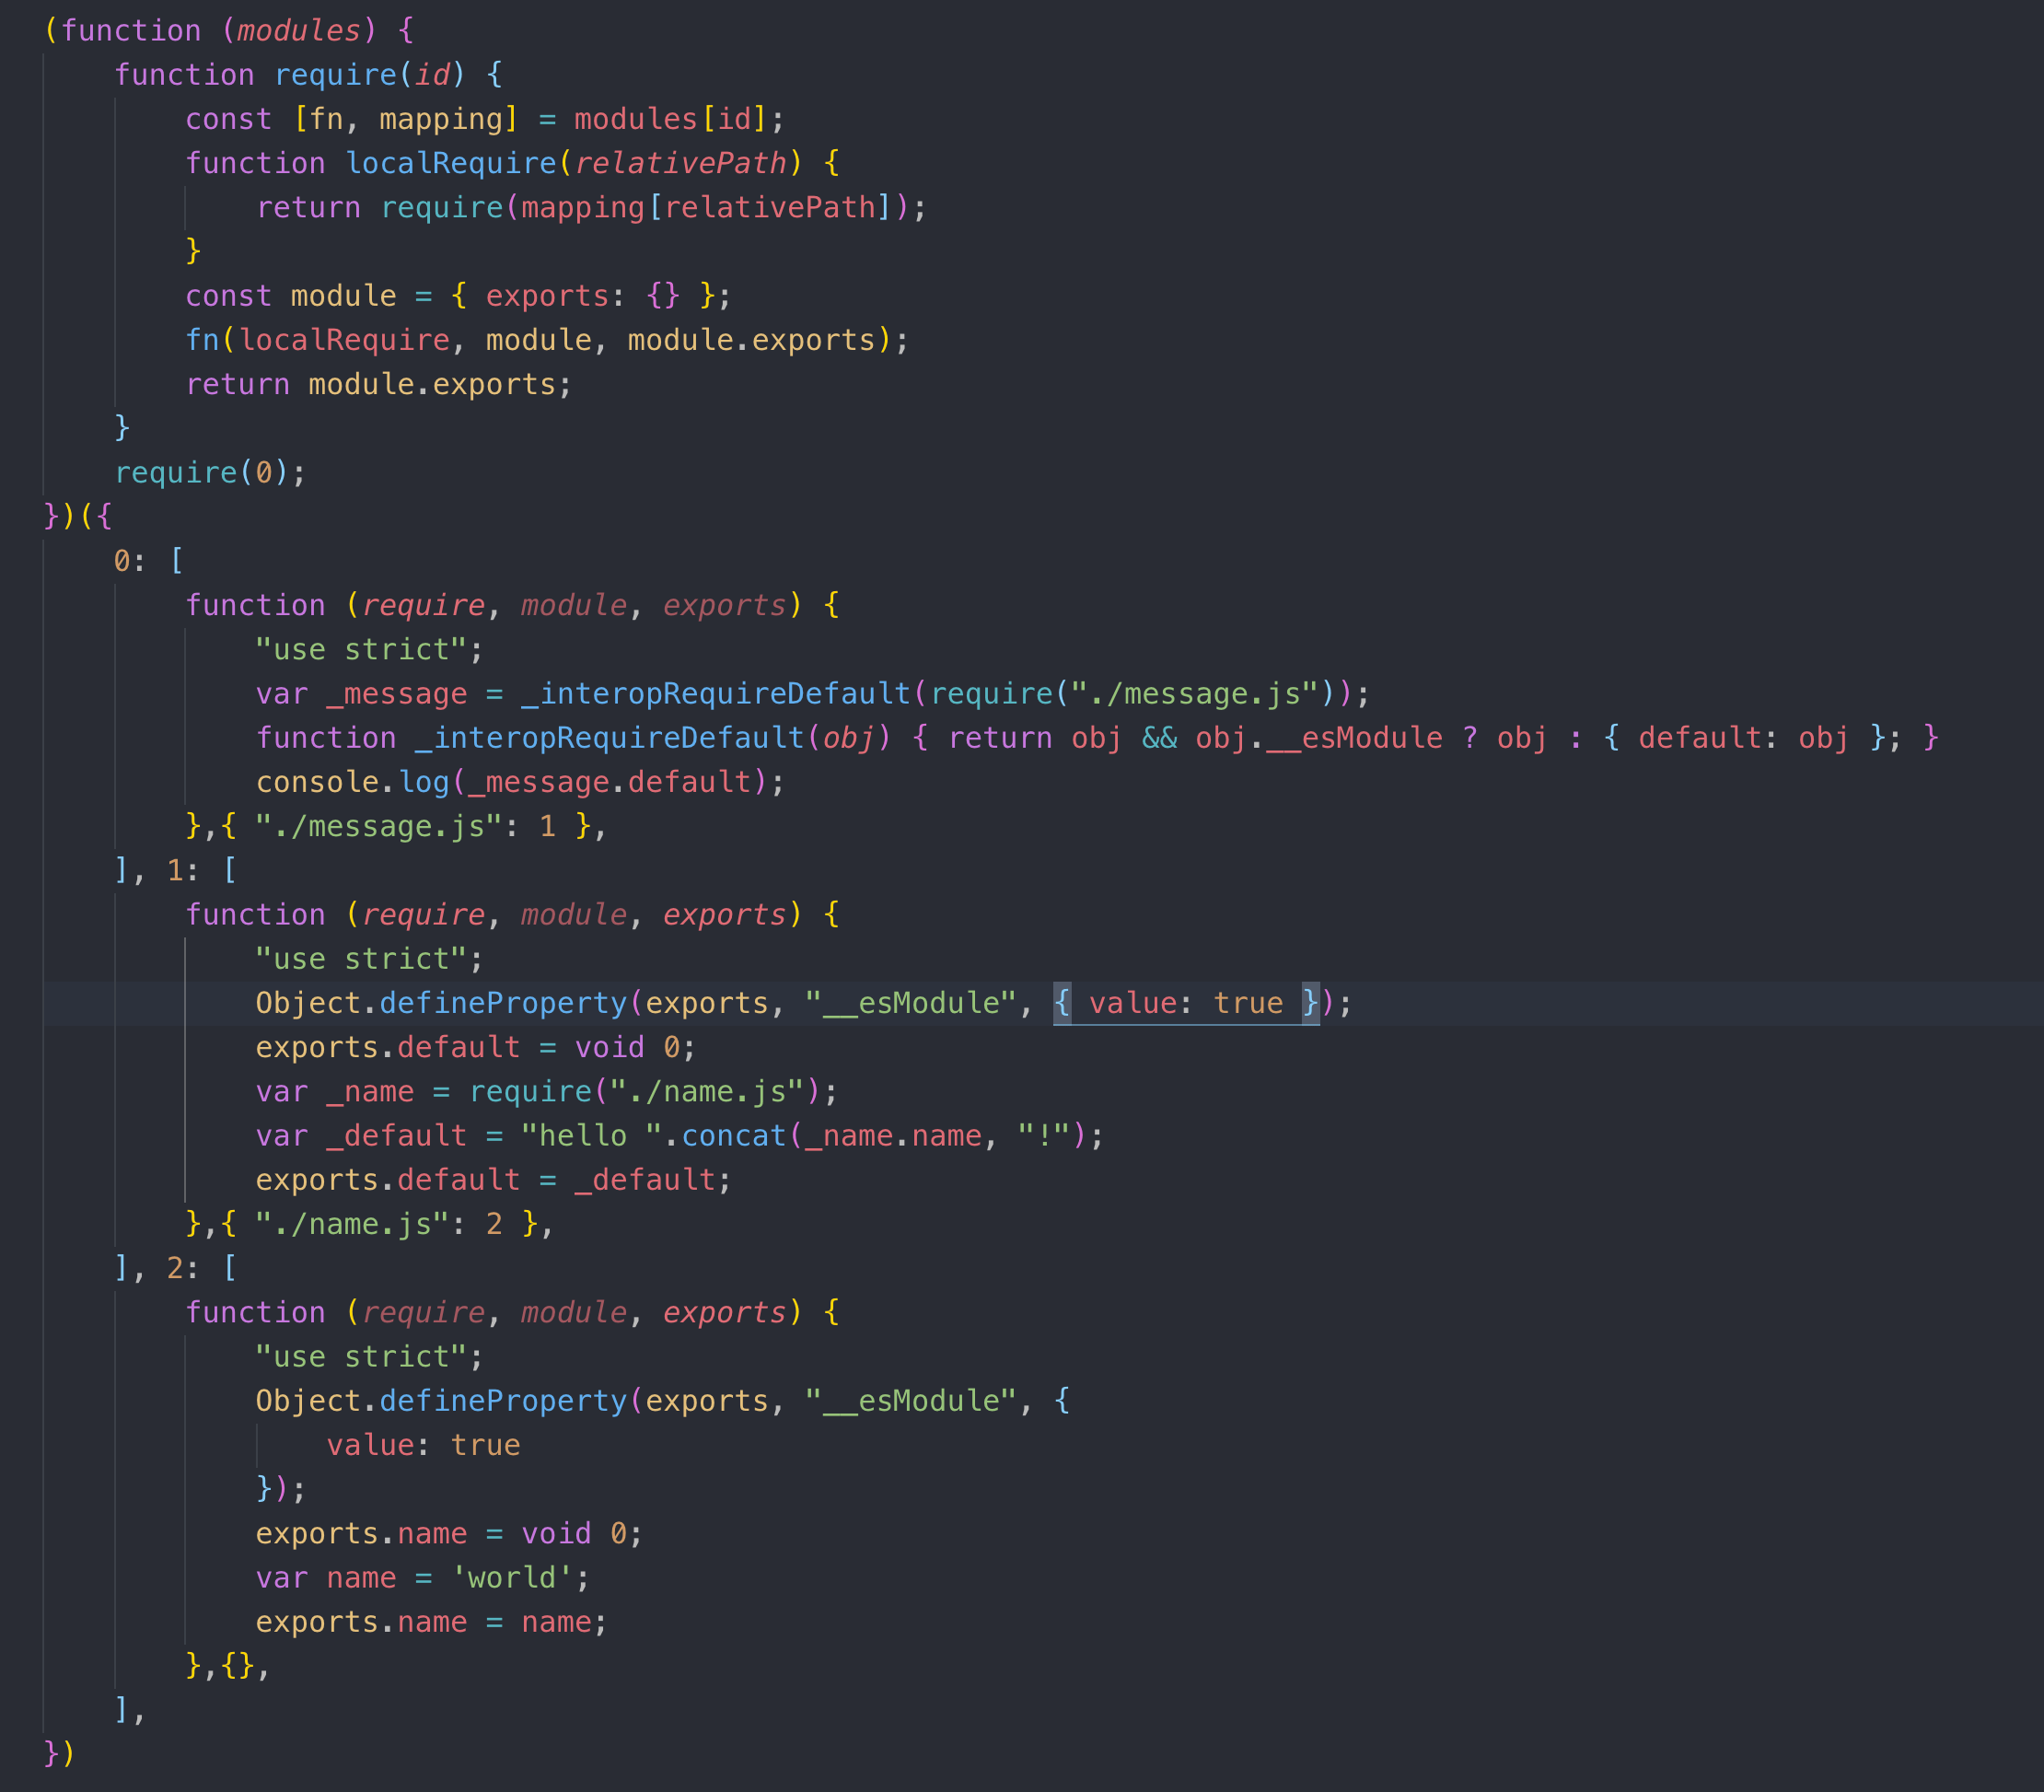 (function (modules) {
    function require(id) {
        const [fn, mapping] = modules[id];
        function localRequire(relativePath) {
            return require(mapping[relativePath]);
        }
        const module = { exports: {} };
        fn(localRequire, module, module.exports);
        return module.exports;
    }
    require(0);
})({
    0: [
        function (require, module, exports) {
            "use strict";
            var _message = _interopRequireDefault(require("./message.js"));
            function _interopRequireDefault(obj) { return obj && obj.__esModule ? obj : { default: obj }; }
            console.log(_message.default);
        },{ "./message.js": 1 },
    ], 1: [
        function (require, module, exports) {
            "use strict";
            Object.defineProperty(exports, "__esModule", { value: true });
            exports.default = void 0;
            var _name = require("./name.js");
            var _default = "hello ".concat(_name.name, "!");
            exports.default = _default;
        },{ "./name.js": 2 },
    ], 2: [
        function (require, module, exports) {
            "use strict";
            Object.defineProperty(exports, "__esModule", {
                value: true
            });
            exports.name = void 0;
            var name = 'world';
            exports.name = name;
        },{},
    ],
})